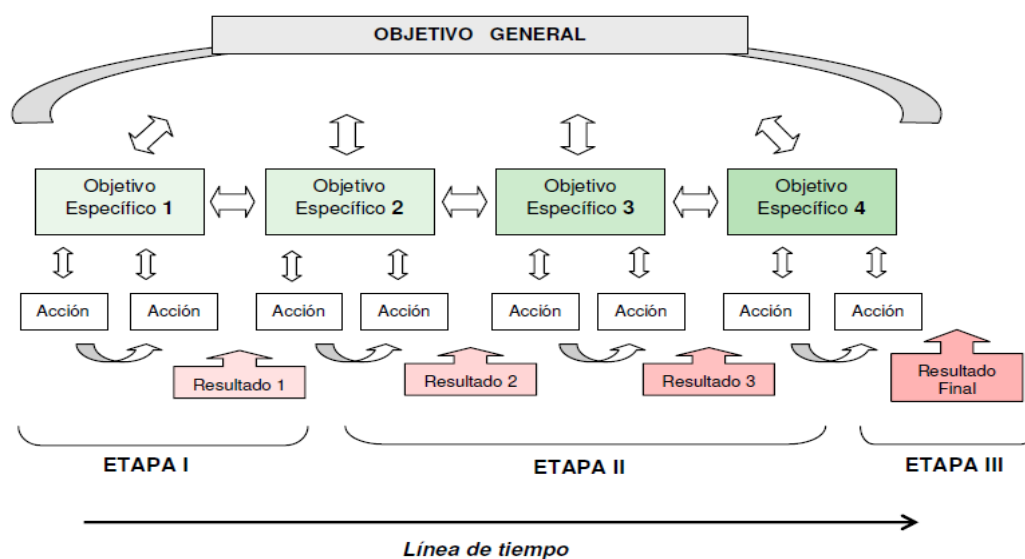 OBJETIVO GENERAL
Objetivo
Específico 1
Objetivo
Específico 2
Objetivo
Específico 3
Objetivo
Específico 4
Acción
Acción
Acción
Acción
Acción
Acción
Acción
Acción
Resultado 1
Resultado 2
Resultado 3
Resultado
Final
ETAPA I
ETAPA II
ETAPA III
Línea de tiempo